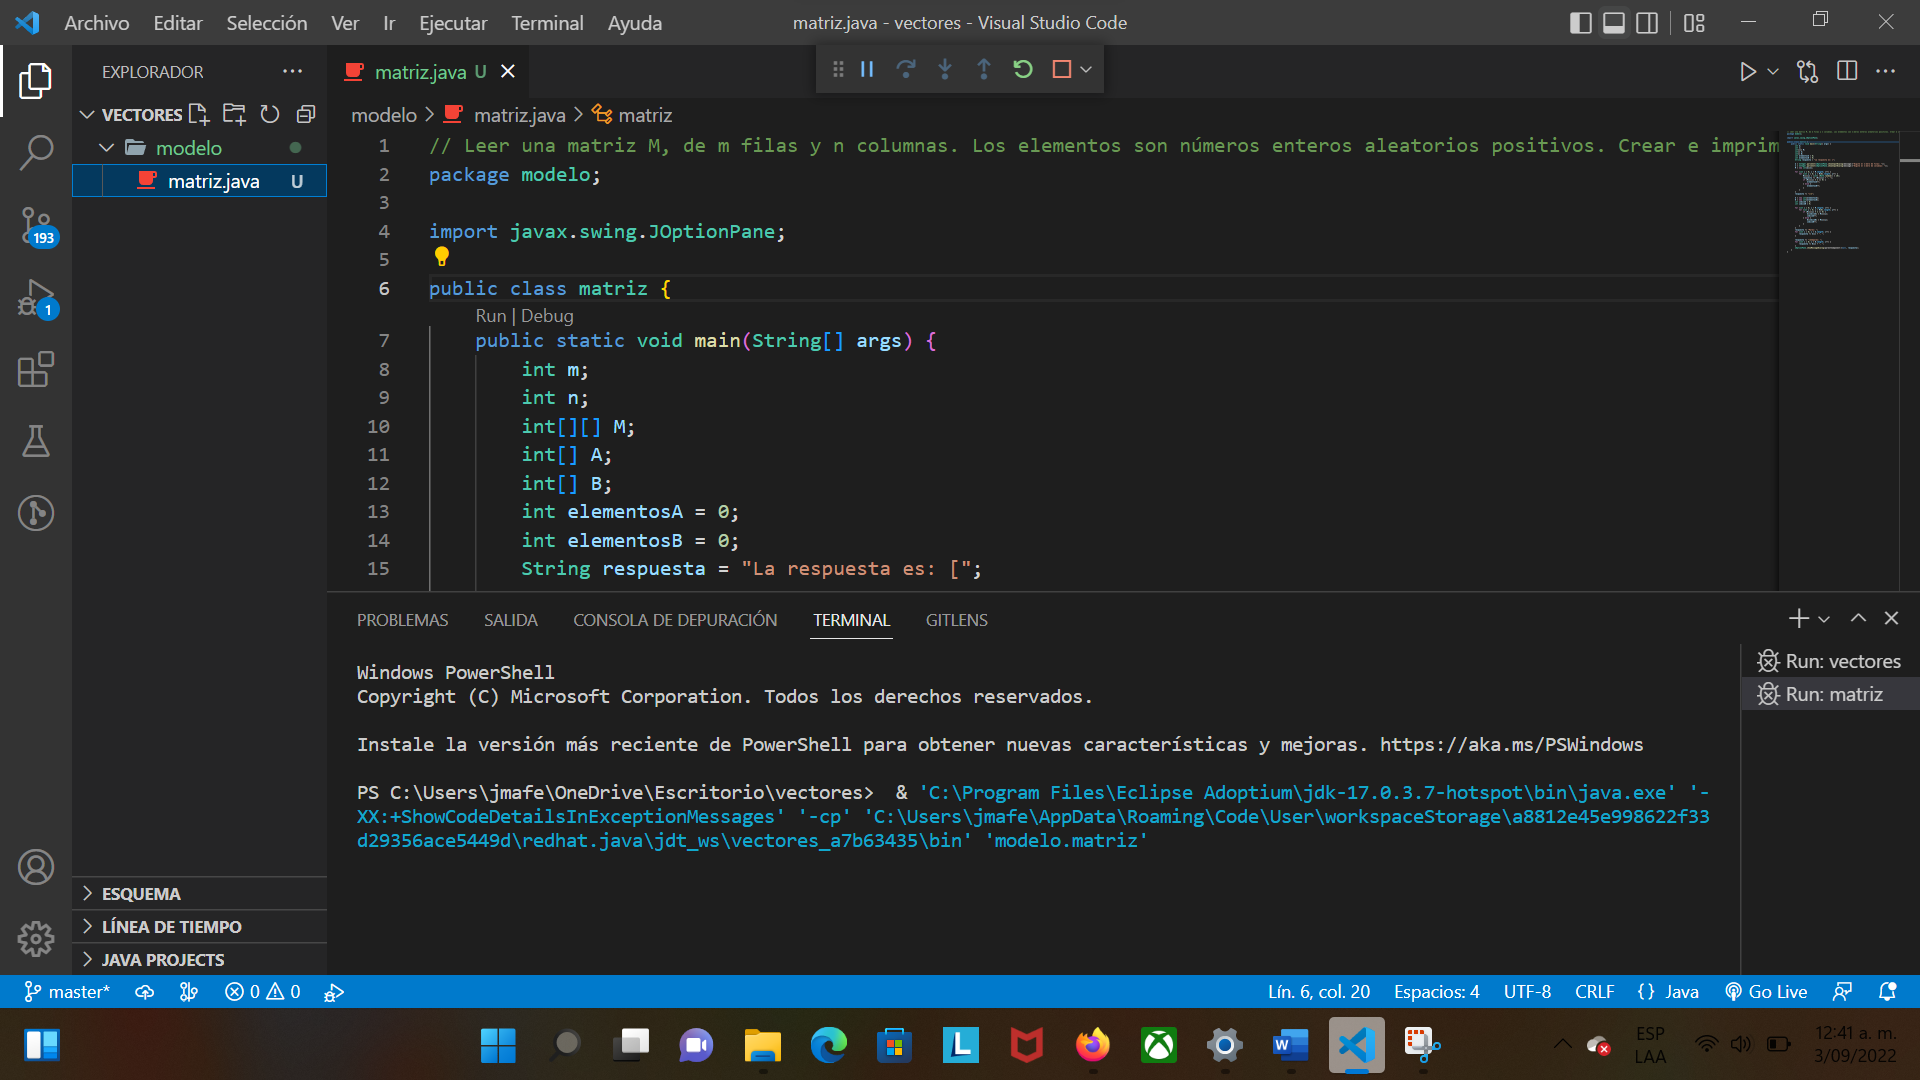 Archivo Editar Selección Ver Ir Ejecutar Terminal Ayuda
matriz.java - vectores - Visual Studio Code
EXPLORADOR
VECTORES
modelo
matriz.java U
193
1
ESQUEMA
LÍNEA DE TIEMPO
JAVA PROJECTS
matriz.java U
modelo > matriz.java > matriz
1 // Leer una matriz M, de m filas y n columnas. Los elementos son números enteros aleatorios positivos. Crear e imprim
2 package modelo;
3
4 import javax.swing.JOptionPane;
5
6 public class matriz {
Run | Debug
7 public static void main(String[] args) {
8 int m;
9 int n;
10 int[][] M;
11 int[] A;
12 int[] B;
13 int elementosA = 0;
14 int elementosB = 0;
15 String respuesta = "La respuesta es: [";
PROBLEMAS SALIDA CONSOLA DE DEPURACIÓN TERMINAL GITLENS
Windows PowerShell
Copyright (C) Microsoft Corporation. Todos los derechos reservados.
Instale la versión más reciente de PowerShell para obtener nuevas características y mejoras. https://aka.ms/PSWindows
PS C:\Users\jmafe\OneDrive\Escritorio\vectores>  & 'C:\Program Files\Eclipse Adoptium\jdk-17.0.3.7-hotspot\bin\java.exe' '-
XX:+ShowCodeDetailsInExceptionMessages' '-cp' 'C:\Users\jmafe\AppData\Roaming\Code\User\workspaceStorage\a8812e45e998622f33
d29356ace5449d\redhat.java\jdt_ws\vectores_a7b63435\bin' 'modelo.matriz'
Run: vectores
Run: matriz
master* 0 0
Lín. 6, col. 20 Espacios: 4 UTF-8 CRLF {} Java Go Live
ESP
LAA
12:41 a. m.
3/09/2022